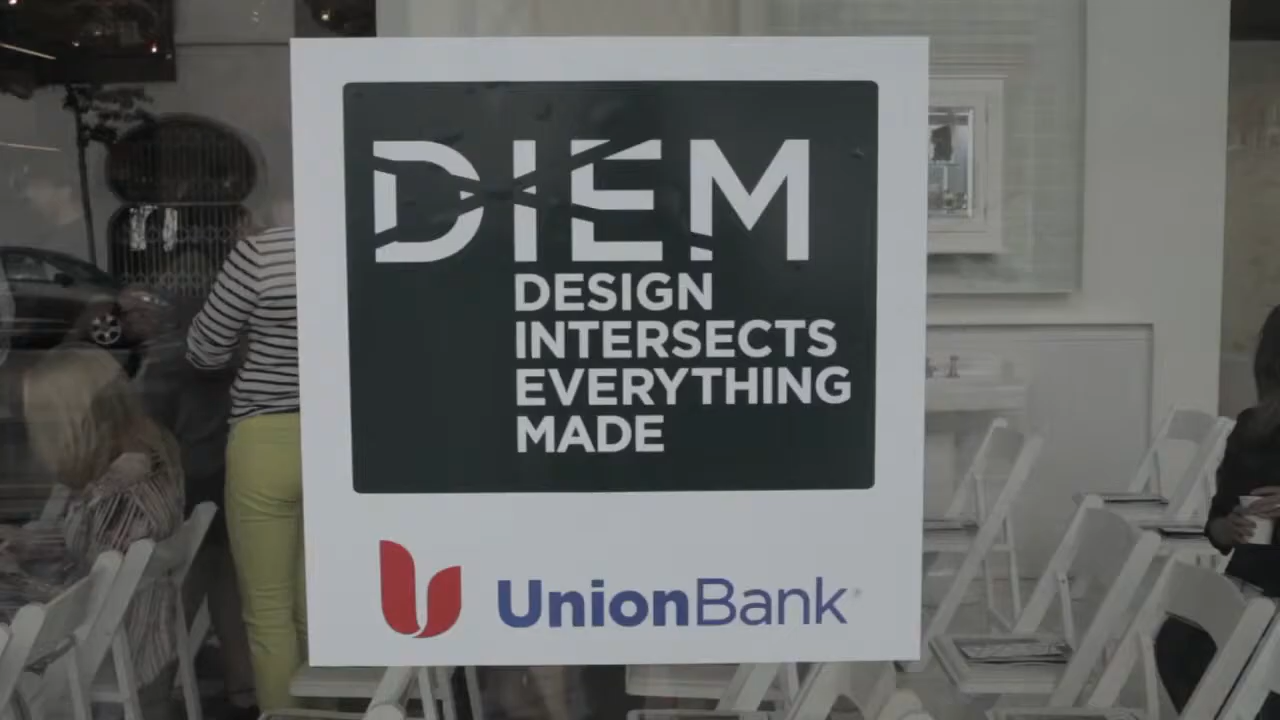 DIEM
DESIGN
INTERSECTS
EVERYTHING
MADE
UnionBank